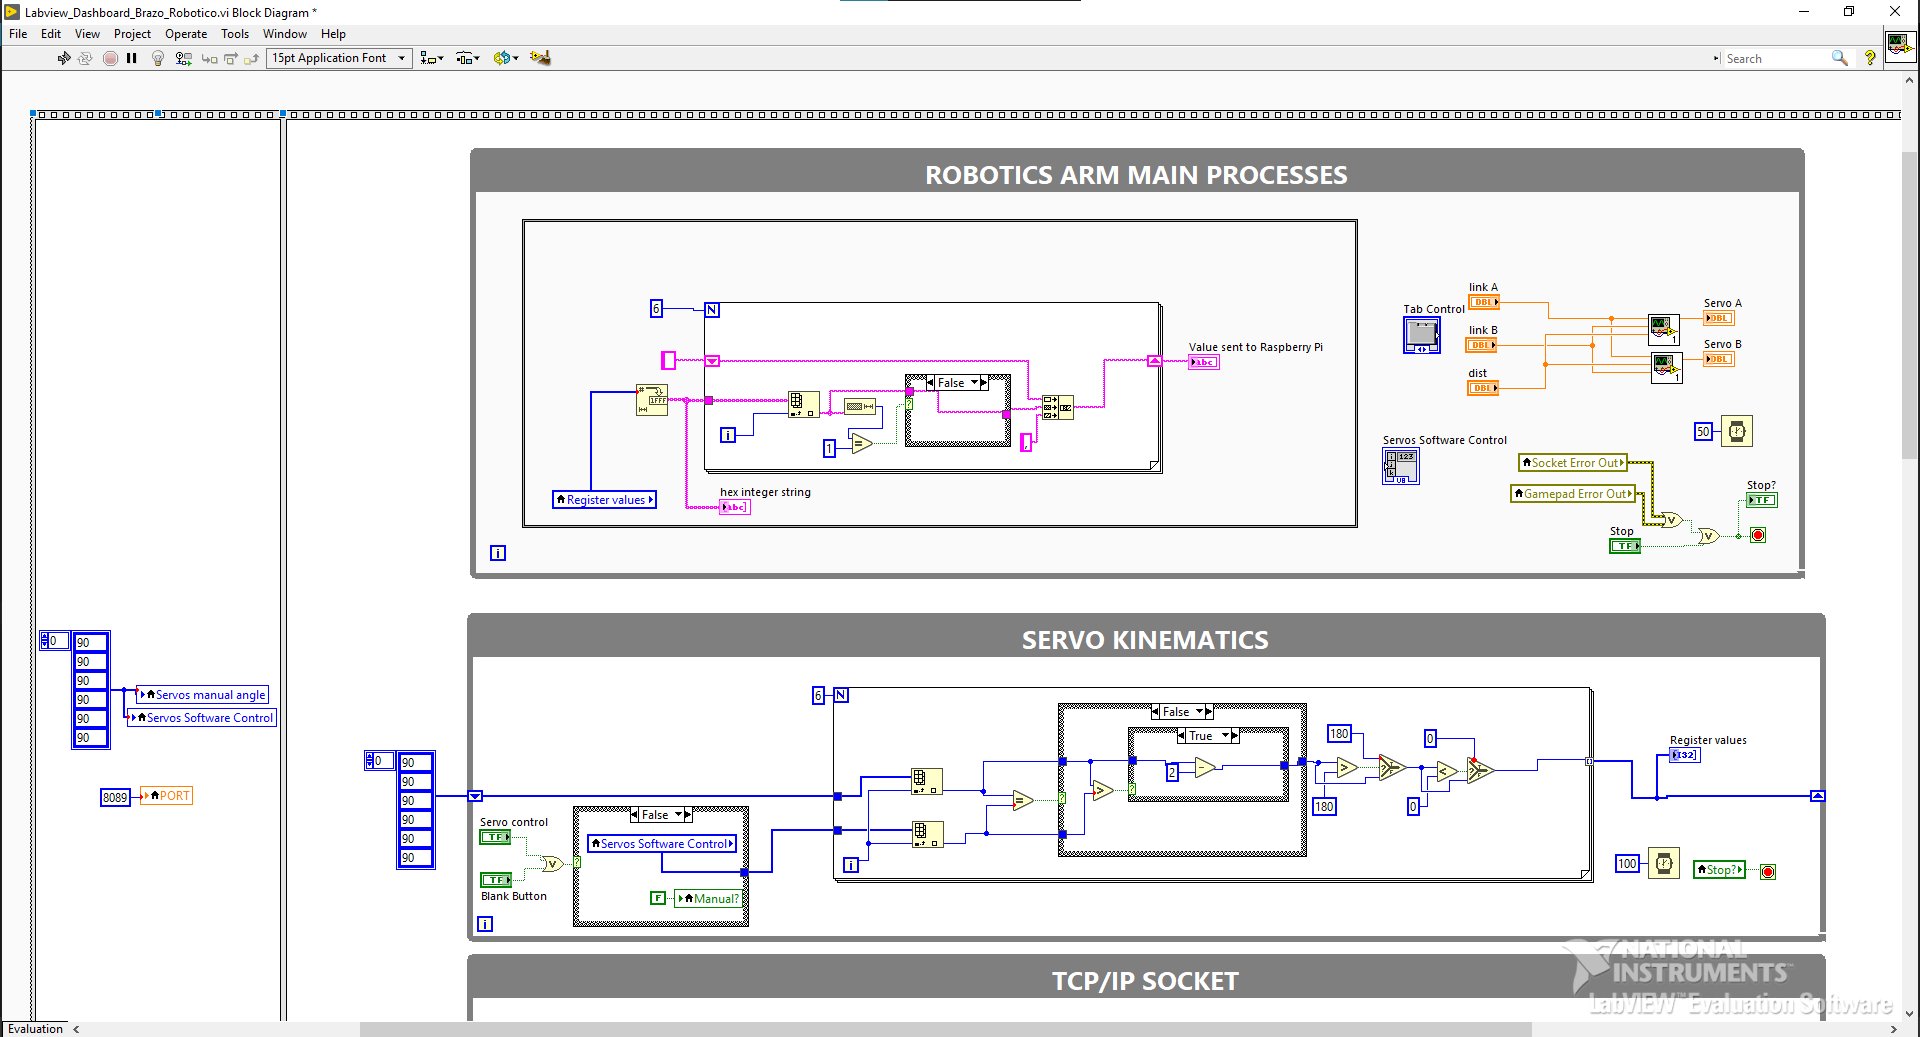 Labview_Dashboard_Brazo_Robotico.vi Block Diagram *
File Edit View Project Operate Tools Window Help
15pt Application Font
Search
ROBOTICS ARM MAIN PROCESSES
6
N
Value sent to Raspberry Pi
abc
False
i
1
=
Register values
hex integer string
abc
i
Tab Control
link A
DBL
link B
DBL
dist
DBL
Servo A
DBL
Servo B
DBL
1
1
50
Servos Software Control
123
Socket Error Out
Gamepad Error Out
Stop
TF
V
V
Stop?
TF
SERVO KINEMATICS
0
90
90
90
90
90
90
Servos manual angle
Servos Software Control
8089
PORT
0
90
90
90
90
90
90
6
N
Servo control
TF
TF
Blank Button
V
False
Servos Software Control
F
Manual?
i
i
=
False
True
>
2
-
180
>
180
0
<
0
Register values
I32
100
Stop?
TCP/IP SOCKET
NATIONAL
INSTRUMENTS
LabVIEW™ Evaluation Software
Evaluation